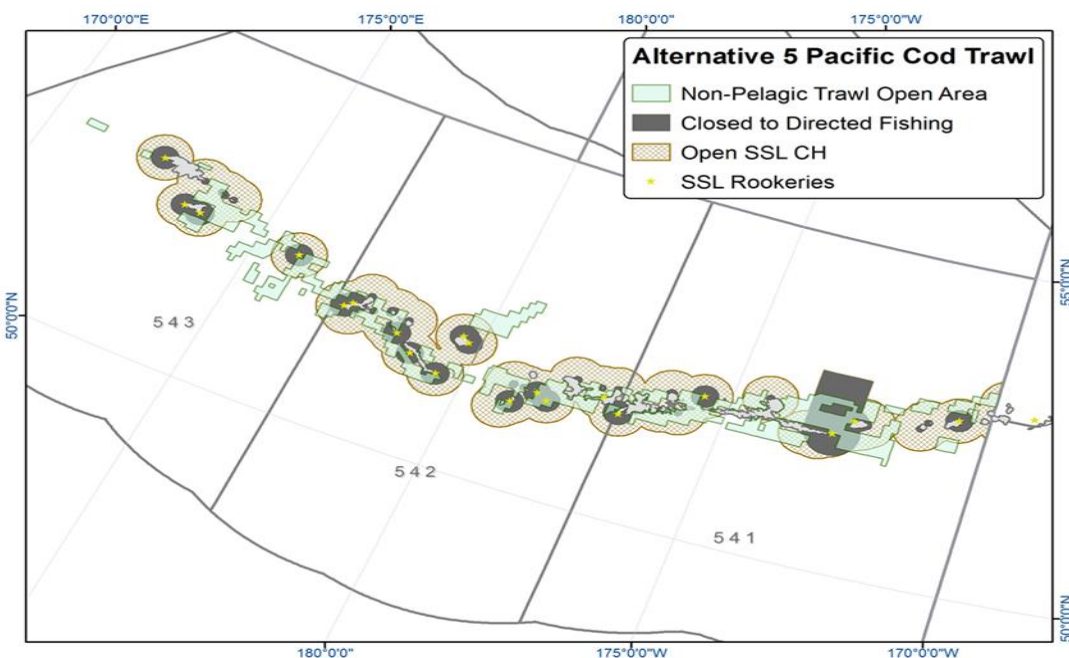 170°0'0"E
175°0'0"E
180°0'0"
175°0'0"W
Alternative 5 Pacific Cod Trawl
Non-Pelagic Trawl Open Area
Closed to Directed Fishing
Open SSL CH
SSL Rookeries
55°0'0"N
50°0'0"N
543
542
541
50°0'0"N
180°0'0"
175°0'0"W
170°0'0"W